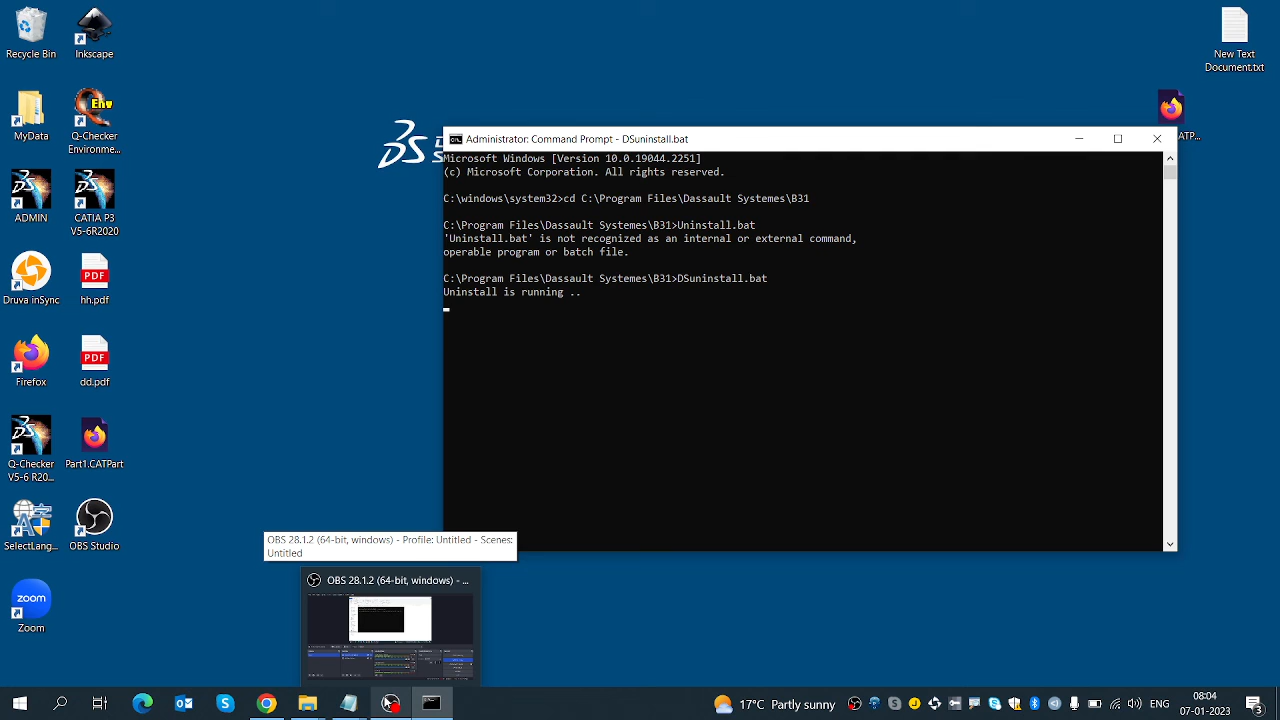 Recycle Bin
Inkscape
New Text
Document.txt
MyData
Q-Checker
Environme...
ADMIN
CATIA P3
V5-6R2020
Druva inSync
hh.pdf
Firefox
dd.pdf
Q-Checker
V5-6 R20...
Part1.CATPart
SelectLang...
OBS Studio
Zoom
Administrator: Command Prompt - DSuninstall.bat
Microsoft Windows [Version 10.0.19044.2251]
(c) Microsoft Corporation. All rights reserved.
C:\windows\system32>cd C:\Program Files\Dassault Systemes\B31
C:\Program Files\Dassault Systemes\B31>Uninstall.bat
'Uninstall.bat' is not recognized as an internal or external command,
operable program or batch file.
C:\Program Files\Dassault Systemes\B31>DSuninstall.bat
Uninstall is running ..
OBS 28.1.2 (64-bit, windows) - Profile: Untitled - Scenes:
Untitled
OBS 28.1.2 (64-bit, windows) - ...
Partly sunny
08:04
07-01-2023